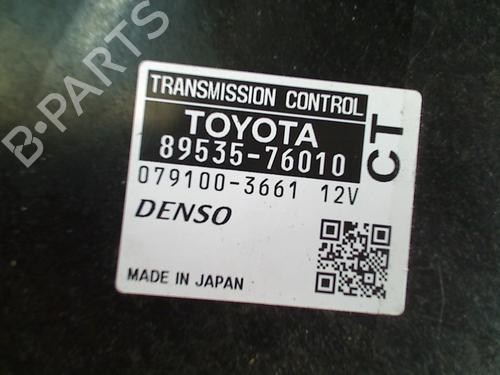 B-PARTS
TRANSMISSION CONTROL
TOYOTA
89535-76010
CT
079100-3661 12V
DENSO
MADE IN JAPAN